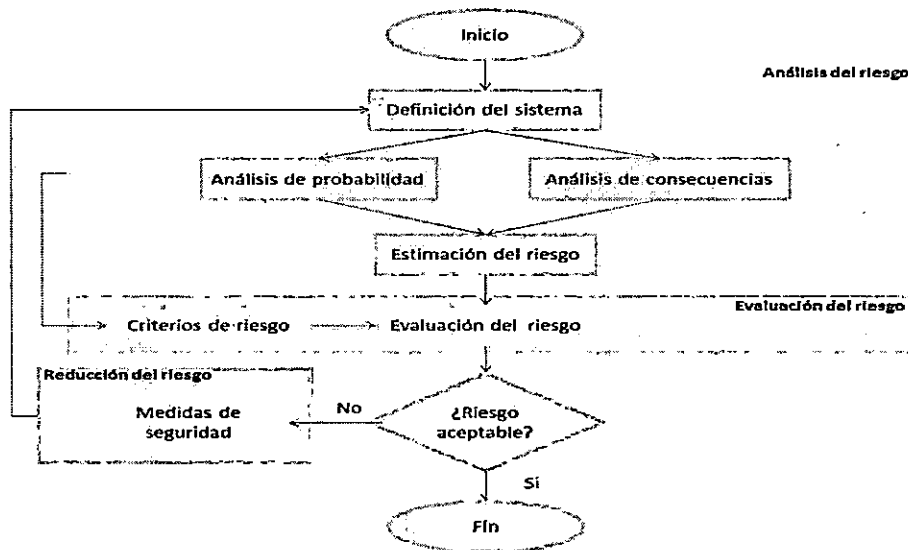 Inicio
Análisis del riesgo
Definición del sistema
Análisis de probabilidad
Análisis de consecuencias
Estimación del riesgo
Evaluación del riesgo
Criterios de riesgo
Evaluación del riesgo
Reducción del riesgo
Medidas de
seguridad
No
¿Riesgo
aceptable?
Si
Fin